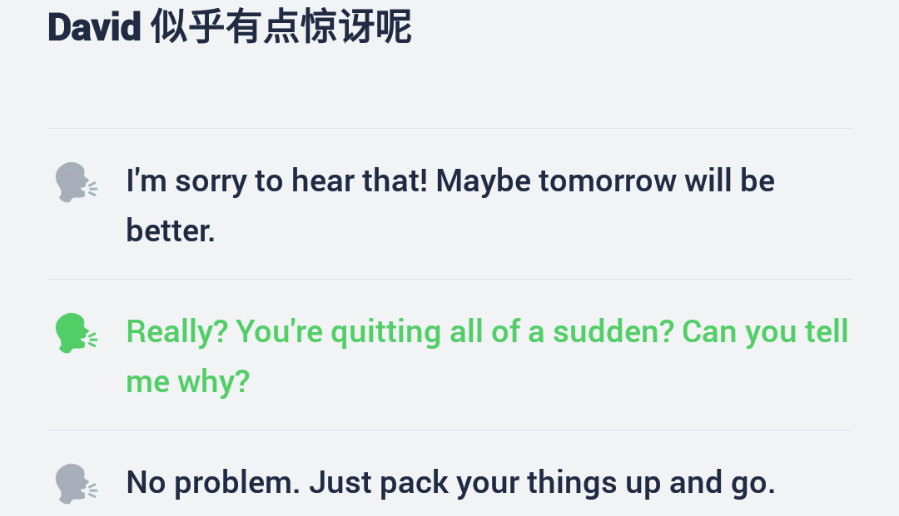 David 似乎有点惊讶呢
I'm sorry to hear that! Maybe tomorrow will be
better.
Really? You're quitting all of a sudden? Can you tell
me why?
No problem. Just pack your things up and go.